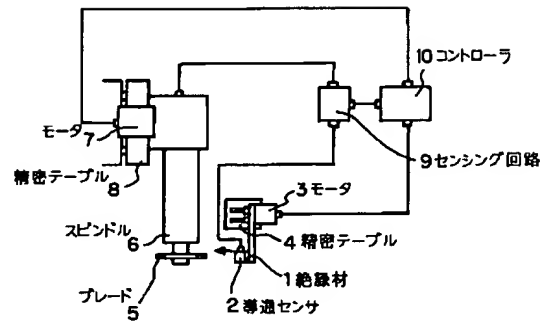 10 コントローラ
モータ
7
9 センシング回路
精密テーブル
8
3 モータ
スピンドル
6
4 精密テーブル
1 絶縁材
2 導通センサ
ブレード
5